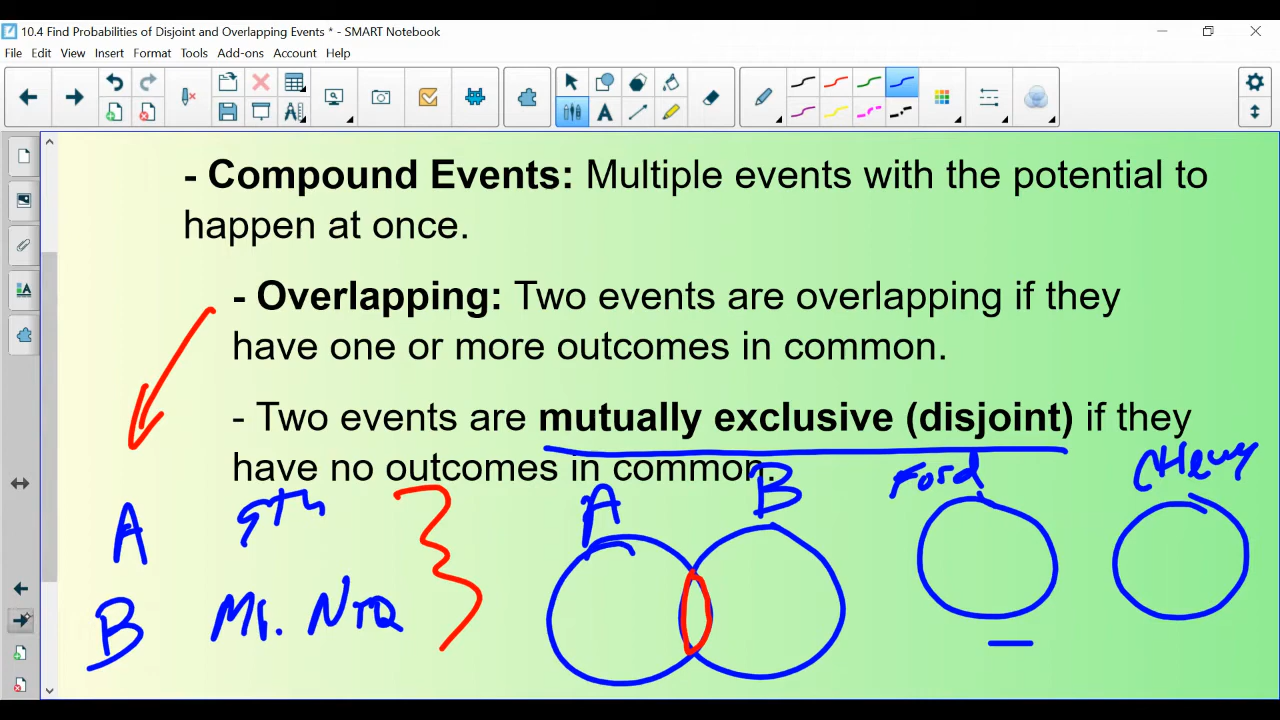 10.4 Find Probabilities of Disjoint and Overlapping Events * - SMART Notebook
File Edit View Insert Format Tools Add-ons Account Help
- Compound Events: Multiple events with the potential to
happen at once.
- Overlapping: Two events are overlapping if they
have one or more outcomes in common.
- Two events are mutually exclusive (disjoint) if they
have no outcomes in common.
A
B
A
B
Ford
Chevy